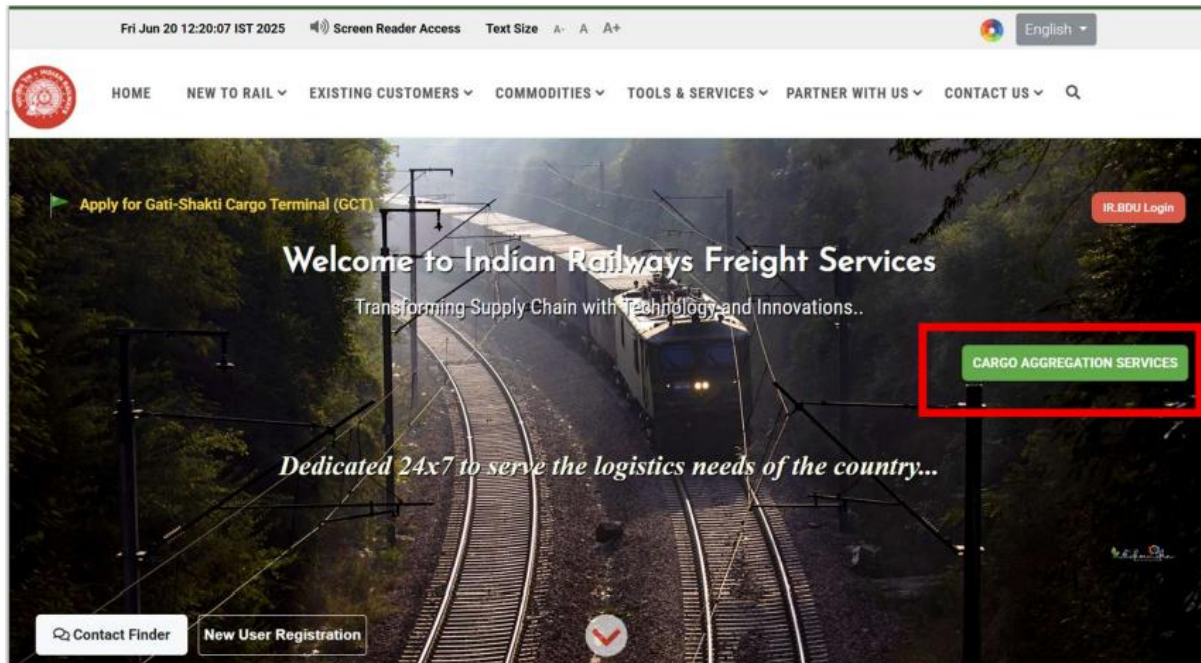 Fri Jun 20 12:20:07 IST 2025 Screen Reader Access Text Size A- A A+ English
HOME NEW TO RAIL EXISTING CUSTOMERS COMMODITIES TOOLS & SERVICES PARTNER WITH US CONTACT US
Apply for Gati-Shakti Cargo Terminal (GCT)
IR.BDU Login
Welcome to Indian Railways Freight Services
Transforming Supply Chain with Technology and Innovations..
CARGO AGGREGATION SERVICES
Dedicated 24x7 to serve the logistics needs of the country...
Contact Finder New User Registration